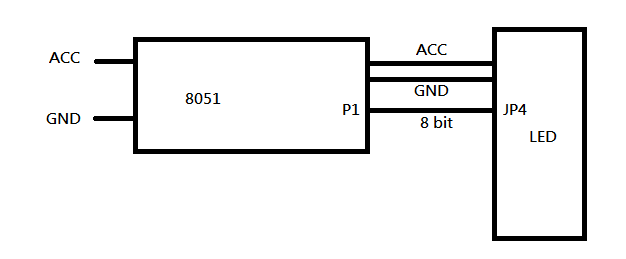 ACC
ACC
GND
8051
P1
JP4
GND
8 bit
LED